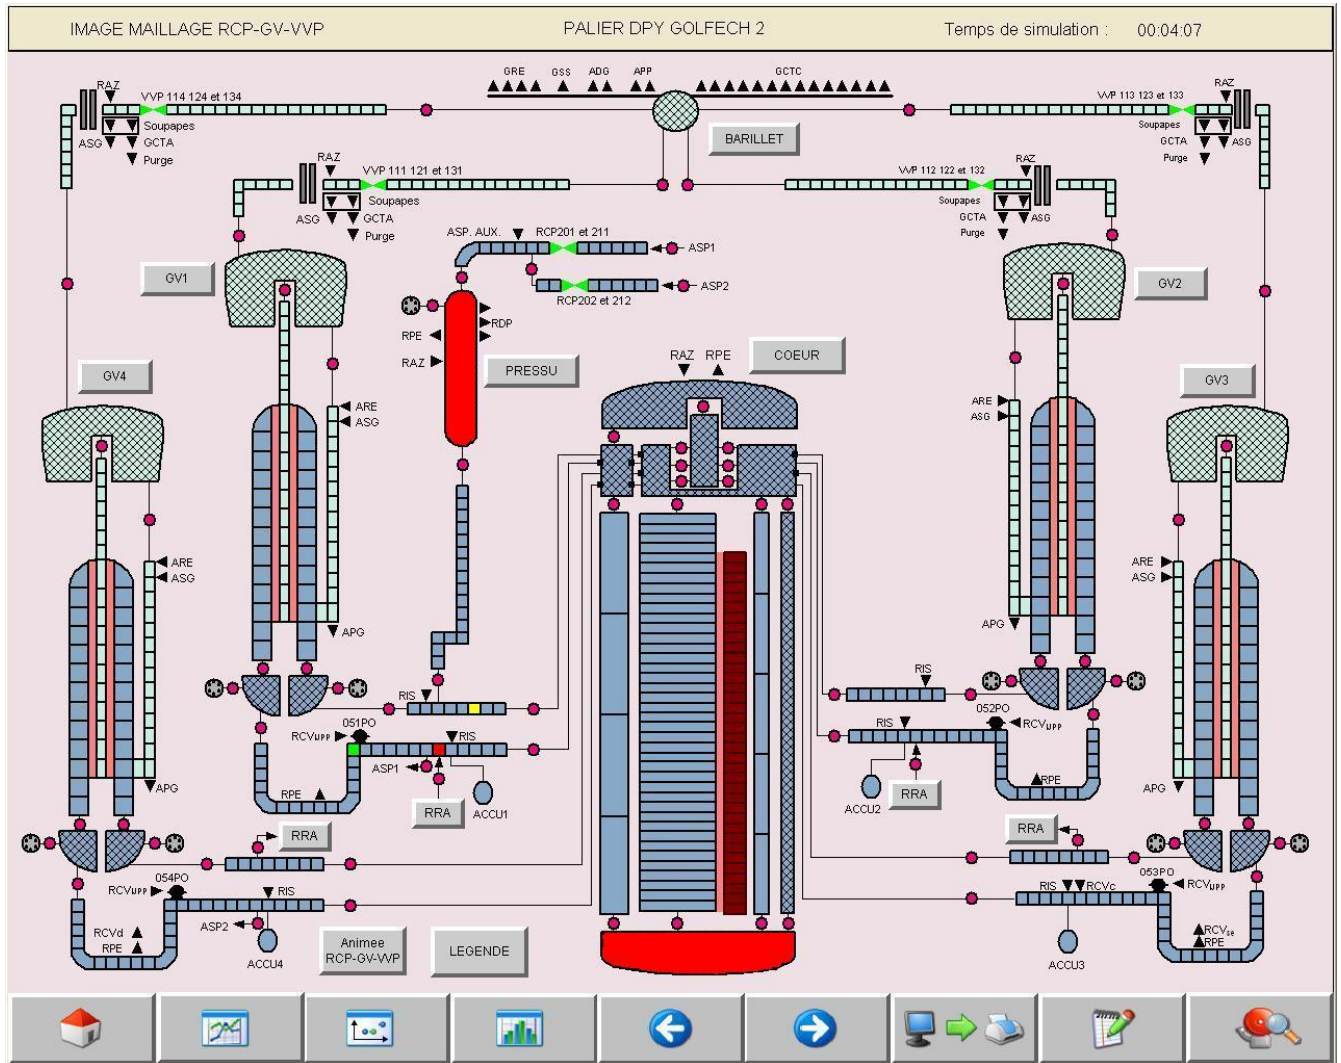 IMAGE MAILLAGE RCP-GV-VVP PALIER DPY GOLFECH 2 Temps de simulation : 00:04:07
GRE GSS ADG APP GCTC
RAZ VVP 114 124 et 134 VVP 113 123 et 133 RAZ
Soupapes Soupapes
ASG GCTA GCTA ASG
Purge Purge
BARILLET
RAZ VVP 111 121 et 131 VVP 112 122 et 132 RAZ
Soupapes Soupapes
ASG GCTA GCTA ASG
Purge Purge
ASP. AUX. RCP201 et 211 ASP1
GV1 RCP202 et 212 ASP2 GV2
RPE RDP
RAZ PRESSU RAZ RPE COEUR
GV4 GV3
ARE ARE
ASG ASG
ARE ARE
ASG ASG
APG APG
RIS RIS
051PO 052PO
RCVUPP RIS RIS RCVUPP
ASP1
APG RPE RPE APG
RRA ACCU1 ACCU2 RRA
RRA RRA
054PO 053PO
RCVUPP RIS RIS RCVc RCVUPP
ASP2
RCVd RCVse
RPE RPE
ACCU4 ACCU3
Animee
RCP-GV-VVP
LEGENDE